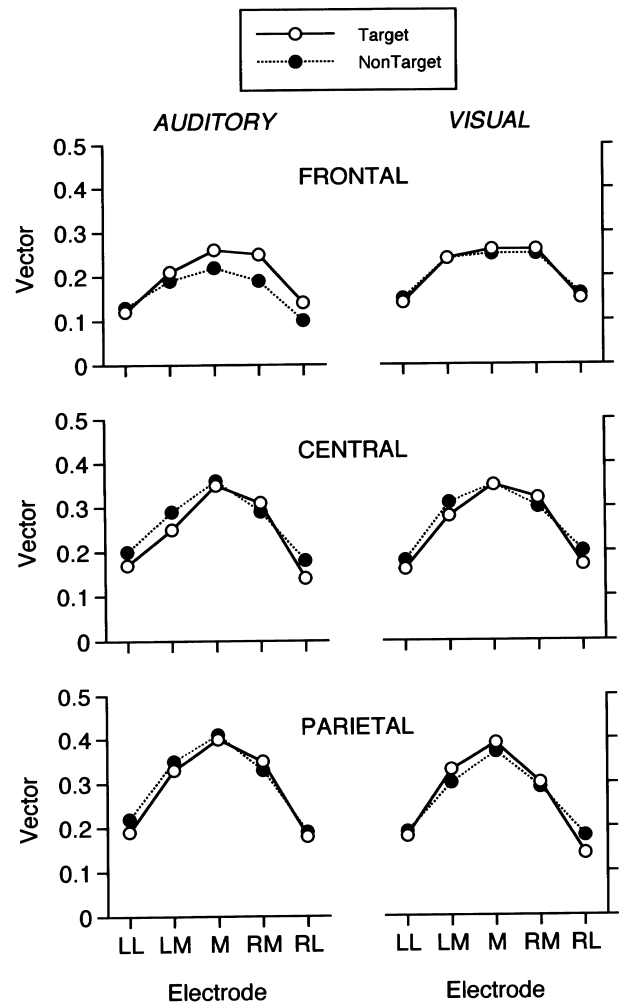 Target
NonTarget
AUDITORY VISUAL
FRONTAL
0.5
0.4
0.3
0.2
0.1
0
Vector
CENTRAL
0.5
0.4
0.3
0.2
0.1
0
Vector
PARIETAL
0.5
0.4
0.3
0.2
0.1
0
Vector
LL LM M RM RL LL LM M RM RL
Electrode Electrode